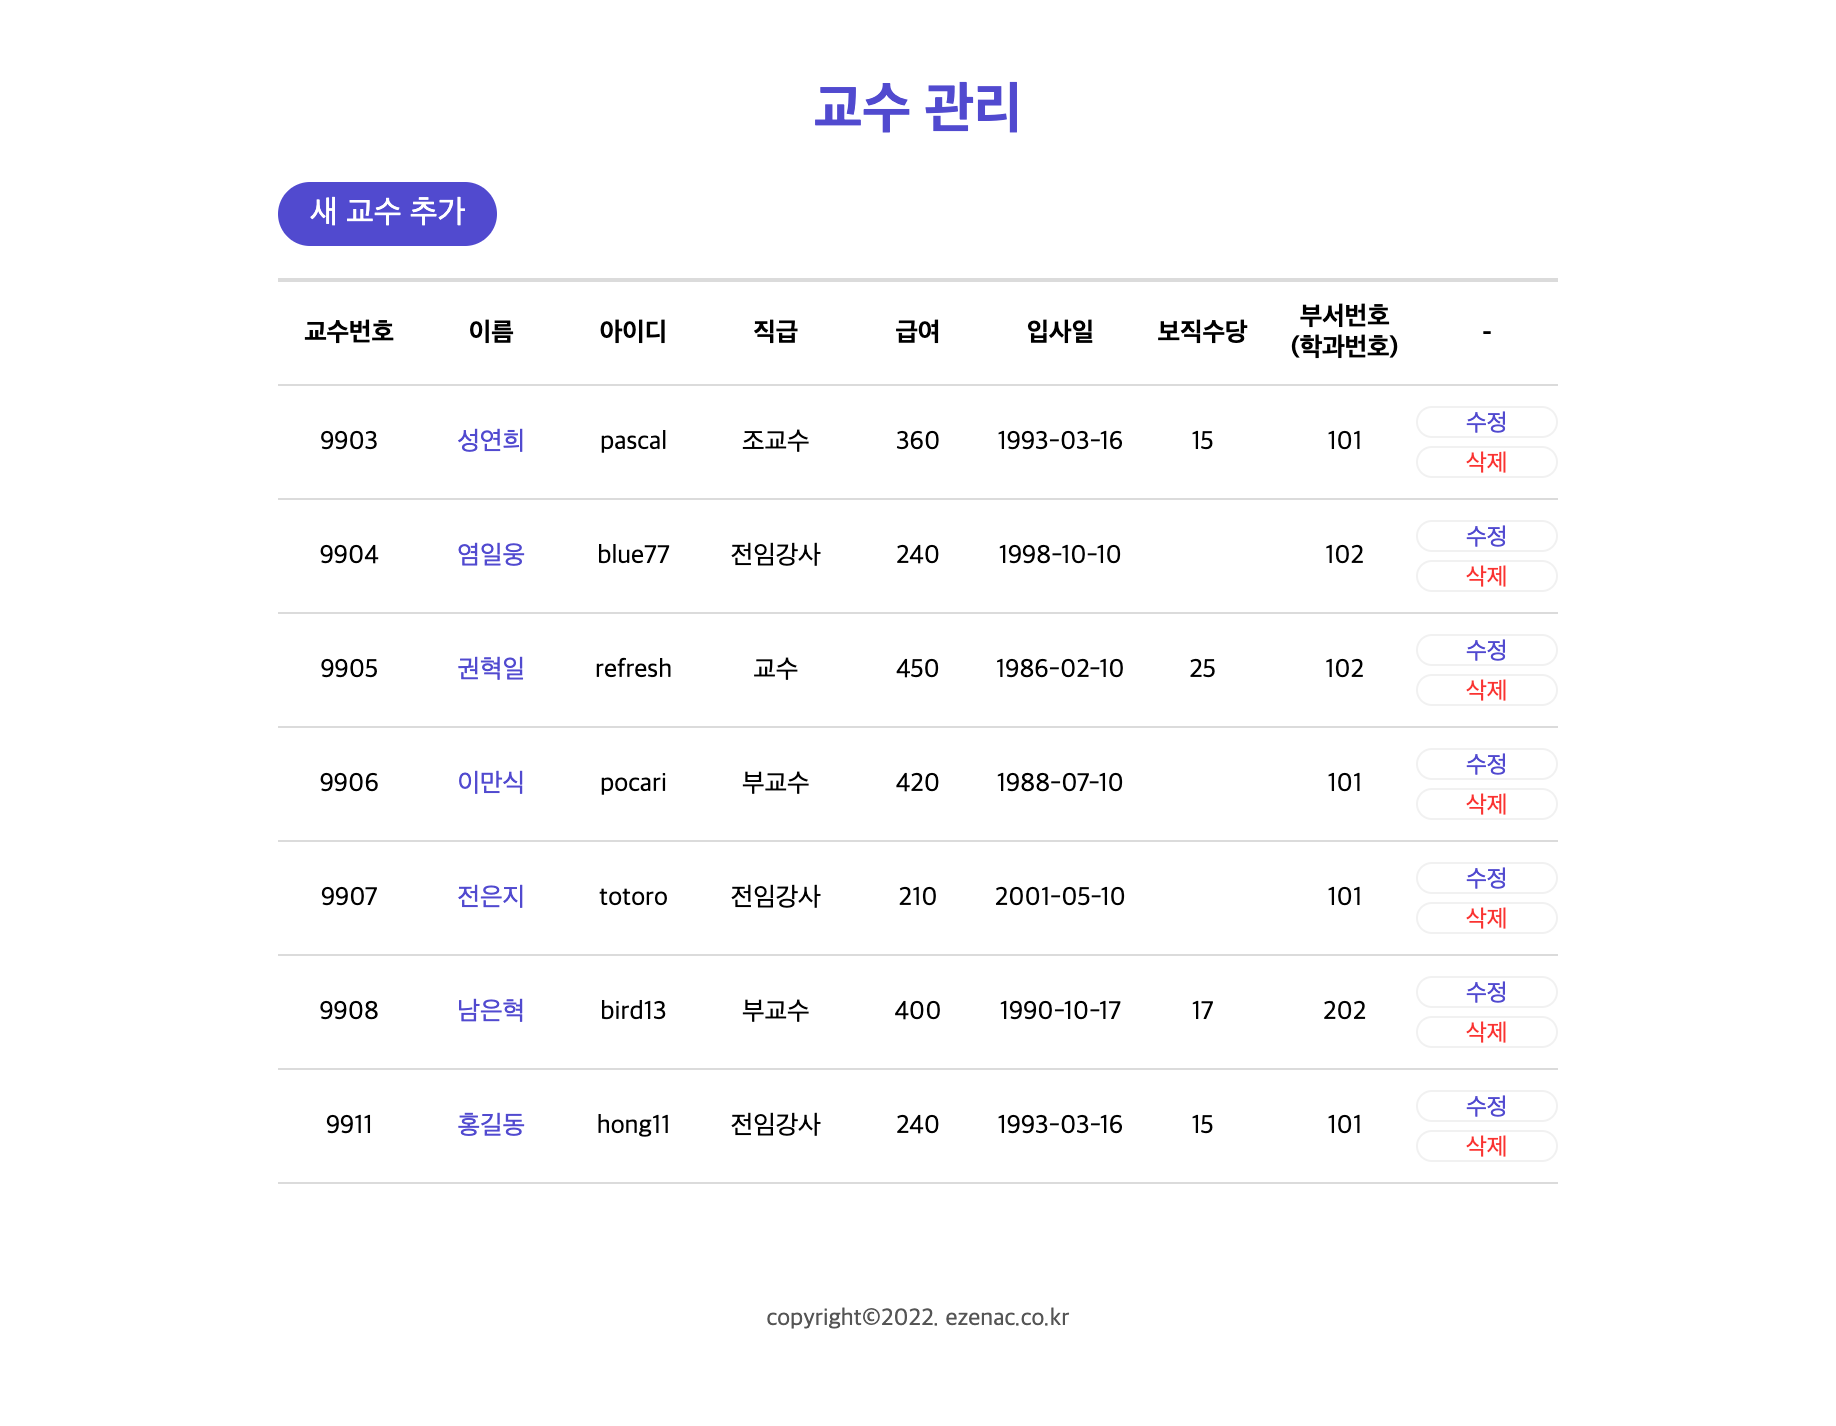 교수 관리
새 교수 추가
교수번호 이름 아이디 직급 급여 입사일 보직수당 부서번호 (학과번호) -
9903 성연희 pascal 조교수 360 1993-03-16 15 101 수정 삭제
9904 염일웅 blue77 전임강사 240 1998-10-10 102 수정 삭제
9905 권혁일 refresh 교수 450 1986-02-10 25 102 수정 삭제
9906 이만식 pocari 부교수 420 1988-07-10 101 수정 삭제
9907 전은지 totoro 전임강사 210 2001-05-10 101 수정 삭제
9908 남은혁 bird13 부교수 400 1990-10-17 17 202 수정 삭제
9911 홍길동 hong11 전임강사 240 1993-03-16 15 101 수정 삭제
copyright©2022. ezenac.co.kr